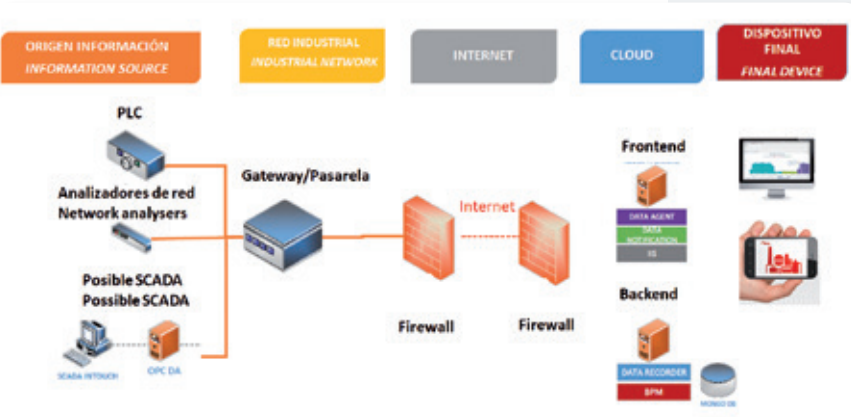 ORIGEN INFORMACIÓN
INFORMATION SOURCE
RED INDUSTRIAL
INDUSTRIAL NETWORK
INTERNET
CLOUD
DISPOSITIVO
FINAL
FINAL DEVICE
PLC
Analizadores de red
Network analysers
Posible SCADA
Possible SCADA
SCADA INTOUCH
OPC DA
Gateway/Pasarela
Internet
Firewall
Firewall
Frontend
DATA AGENT
DATA
NOTIFICATION
Backend
DATA RECORDER
BPM
MONGO DB